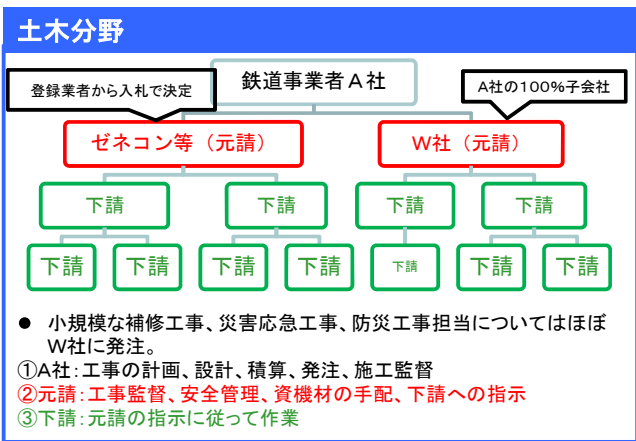 土木分野
鉄道事業者A社
登録業者から入札で決定
A社の100%子会社
ゼネコン等（元請）
W社（元請）
下請
下請
下請
下請
下請
下請
下請
下請
下請
下請
下請
● 小規模な補修工事、災害応急工事、防災工事担当についてはほぼ
W社に発注。
①A社：工事の計画、設計、積算、発注、施工監督
②元請：工事監督、安全管理、資機材の手配、下請への指示
③下請：元請の指示に従って作業